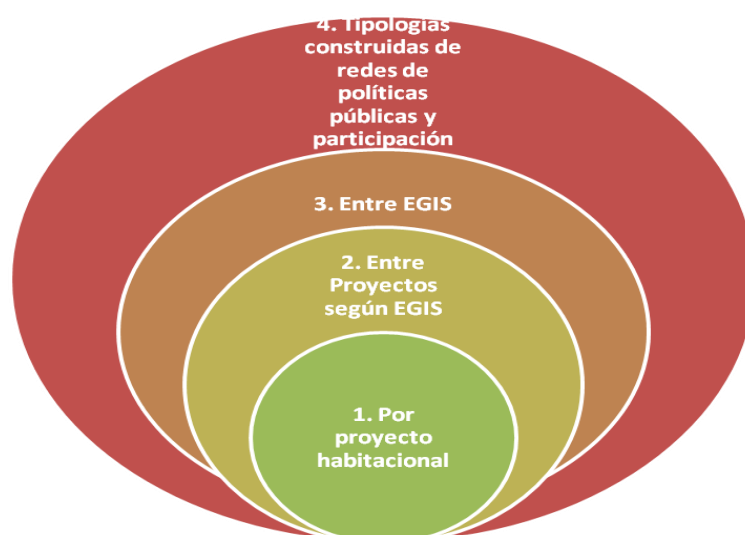 4. Tipologías
construidas de
redes de
políticas
públicas y
participación
3. Entre EGIS
2. Entre
Proyectos
según EGIS
1. Por
proyecto
habitacional